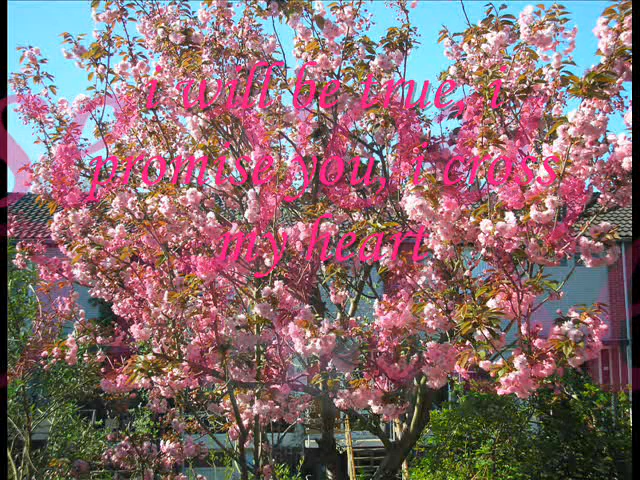 i will be true, i
promise you, i cross
my heart